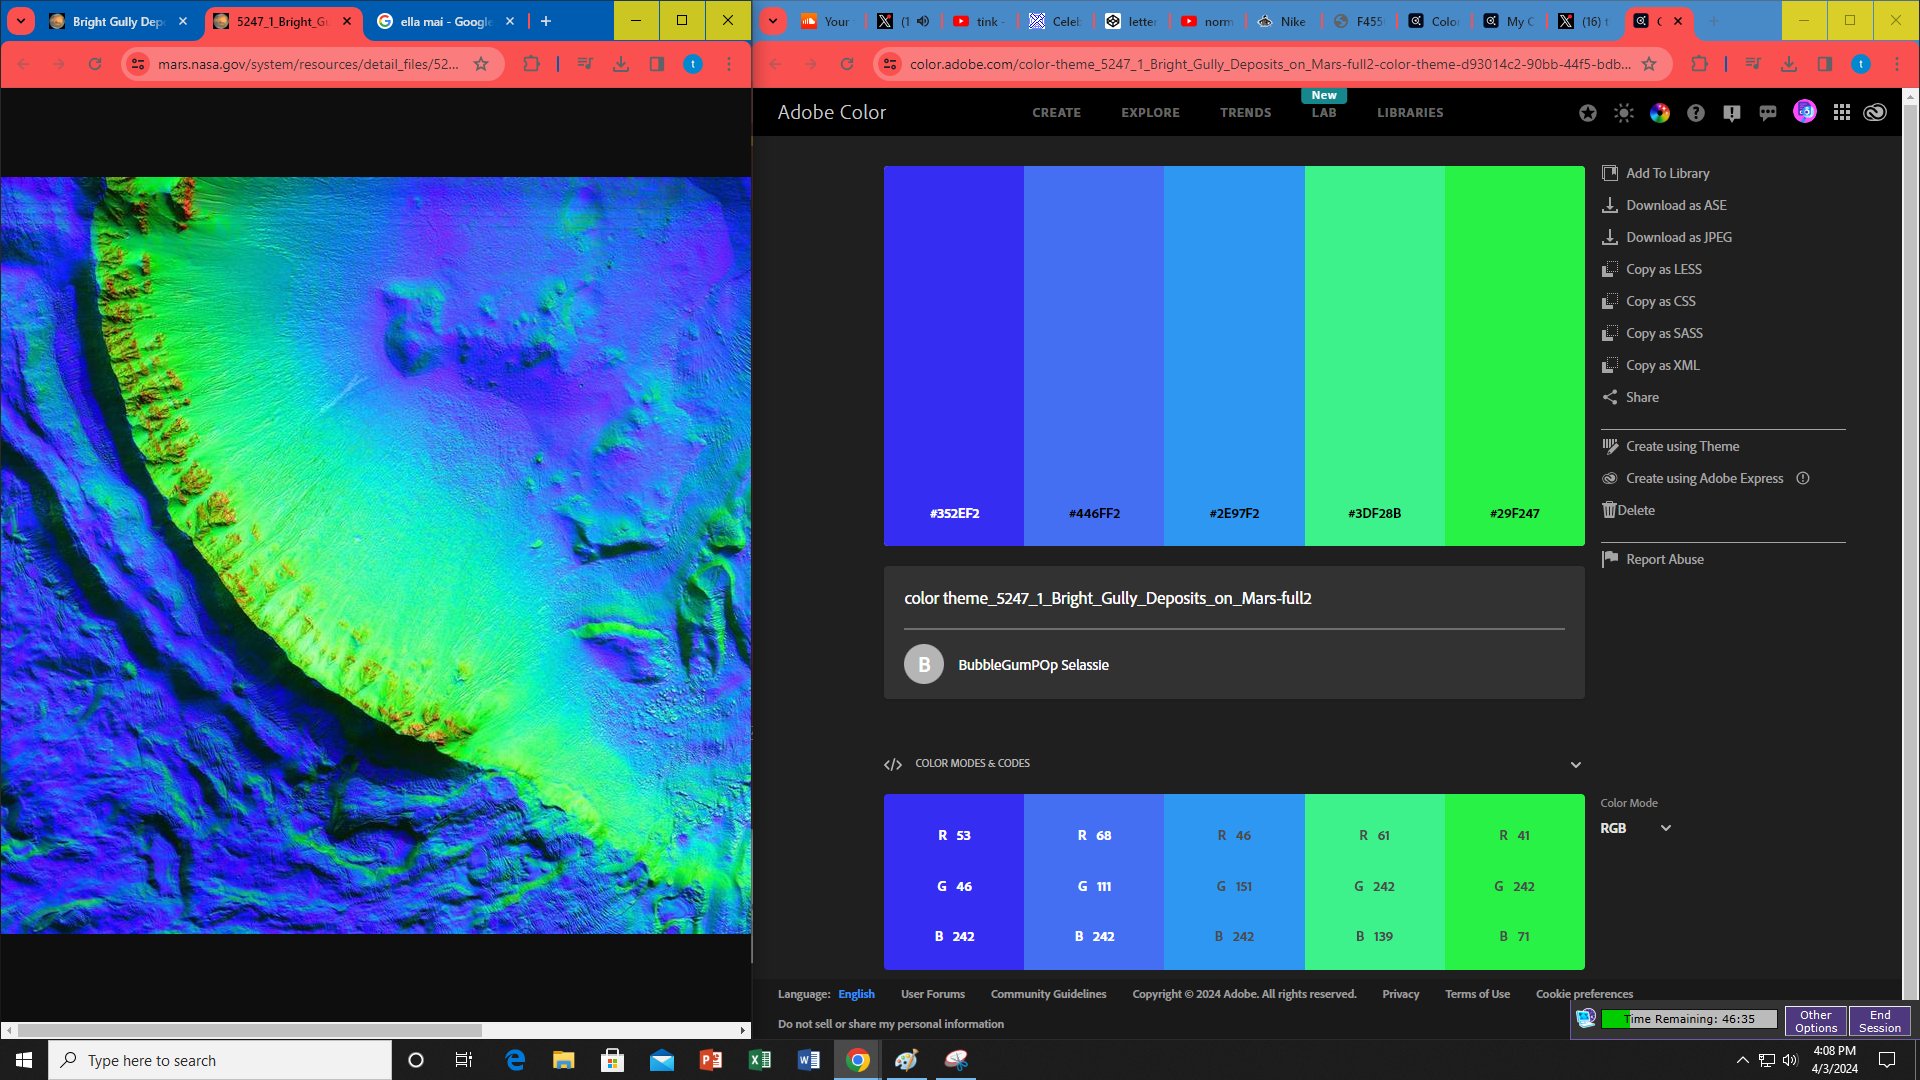 Bright Gully Depo
5247_1_Bright_Gu
ella mai - Google
Your
(1
tink -
Celeb
letter
norm
Nike
F455
Color
My C
(16) t
C
mars.nasa.gov/system/resources/detail_files/52...
t
color.adobe.com/color-theme_5247_1_Bright_Gully_Deposits_on_Mars-full2-color-theme-d93014c2-90bb-44f5-bdb...
t
Adobe Color
CREATE
EXPLORE
TRENDS
New
LAB
LIBRARIES
#352EF2
#446FF2
#2E97F2
#3DF28B
#29F247
Add To Library
Download as ASE
Download as JPEG
Copy as LESS
Copy as CSS
Copy as SASS
Copy as XML
Share
Create using Theme
Create using Adobe Express
Delete
Report Abuse
color theme_5247_1_Bright_Gully_Deposits_on_Mars-full2
B
BubbleGumPOp Selassie
</> COLOR MODES & CODES
R 53
R 68
R 46
R 61
R 41
G 46
G 111
G 151
G 242
G 242
B 242
B 242
B 242
B 139
B 71
Color Mode
RGB
Language: English User Forums Community Guidelines Copyright © 2024 Adobe. All rights reserved. Privacy Terms of Use Cookie preferences
Do not sell or share my personal information
Time Remaining: 46:35
Other Options
End Session
Type here to search
4:08 PM
4/3/2024